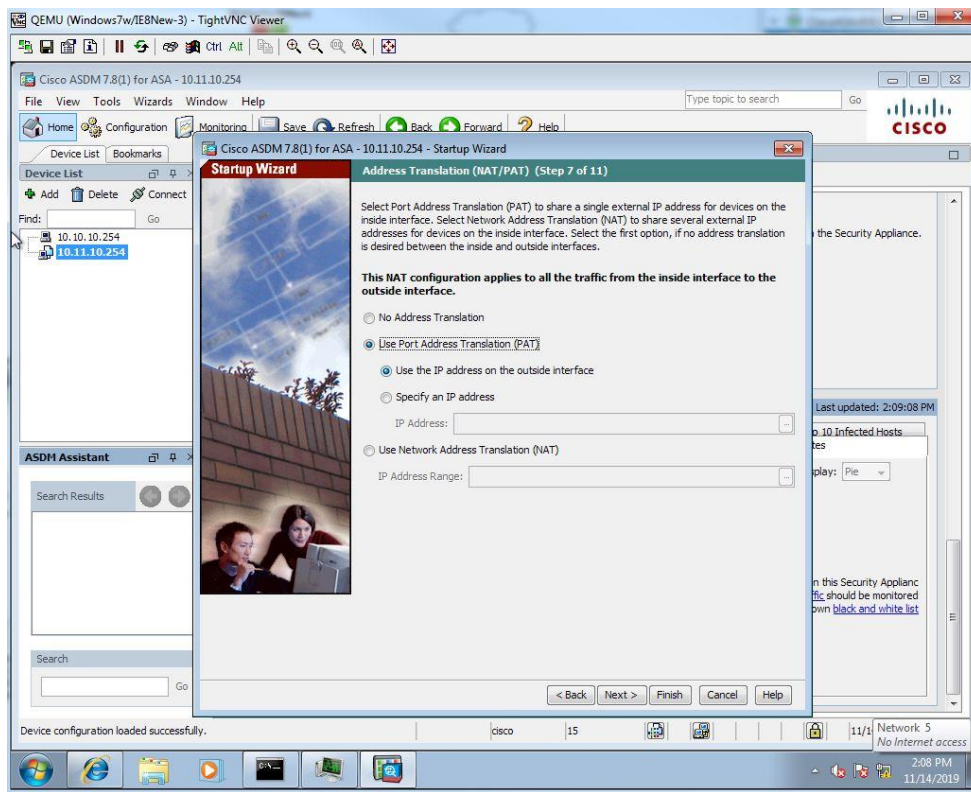 QEMU (Windows7w/IE8New-3) - TightVNC Viewer
Ctrl Alt
Cisco ASDM 7.8(1) for ASA - 10.11.10.254
File View Tools Wizards Window Help
Type topic to search
Go
CISCO
Home Configuration Monitoring Save Refresh Back Forward Help
Device List Bookmarks
Device List
Add Delete Connect
Find:
Go
10.10.10.254
10.11.10.254
Cisco ASDM 7.8(1) for ASA - 10.11.10.254 - Startup Wizard
Startup Wizard
Address Translation (NAT/PAT) (Step 7 of 11)
Select Port Address Translation (PAT) to share a single external IP address for devices on the
inside interface. Select Network Address Translation (NAT) to share several external IP
addresses for devices on the inside interface. Select the first option, if no address translation
is desired between the inside and outside interfaces.
This NAT configuration applies to all the traffic from the inside interface to the
outside interface.
No Address Translation
Use Port Address Translation (PAT)
Use the IP address on the outside interface
Specify an IP address
IP Address:
...
Use Network Address Translation (NAT)
IP Address Range:
...
< Back Next > Finish Cancel Help
the Security Appliance.
Last updated: 2:09:08 PM
10 Infected Hosts
play: Pie
n this Security Applianc
ffic should be monitored
own black and white list
ASDM Assistant
Search Results
Search
Go
Device configuration loaded successfully.
cisco
15
11/1
Network 5
No Internet access
2:08 PM
11/14/2019